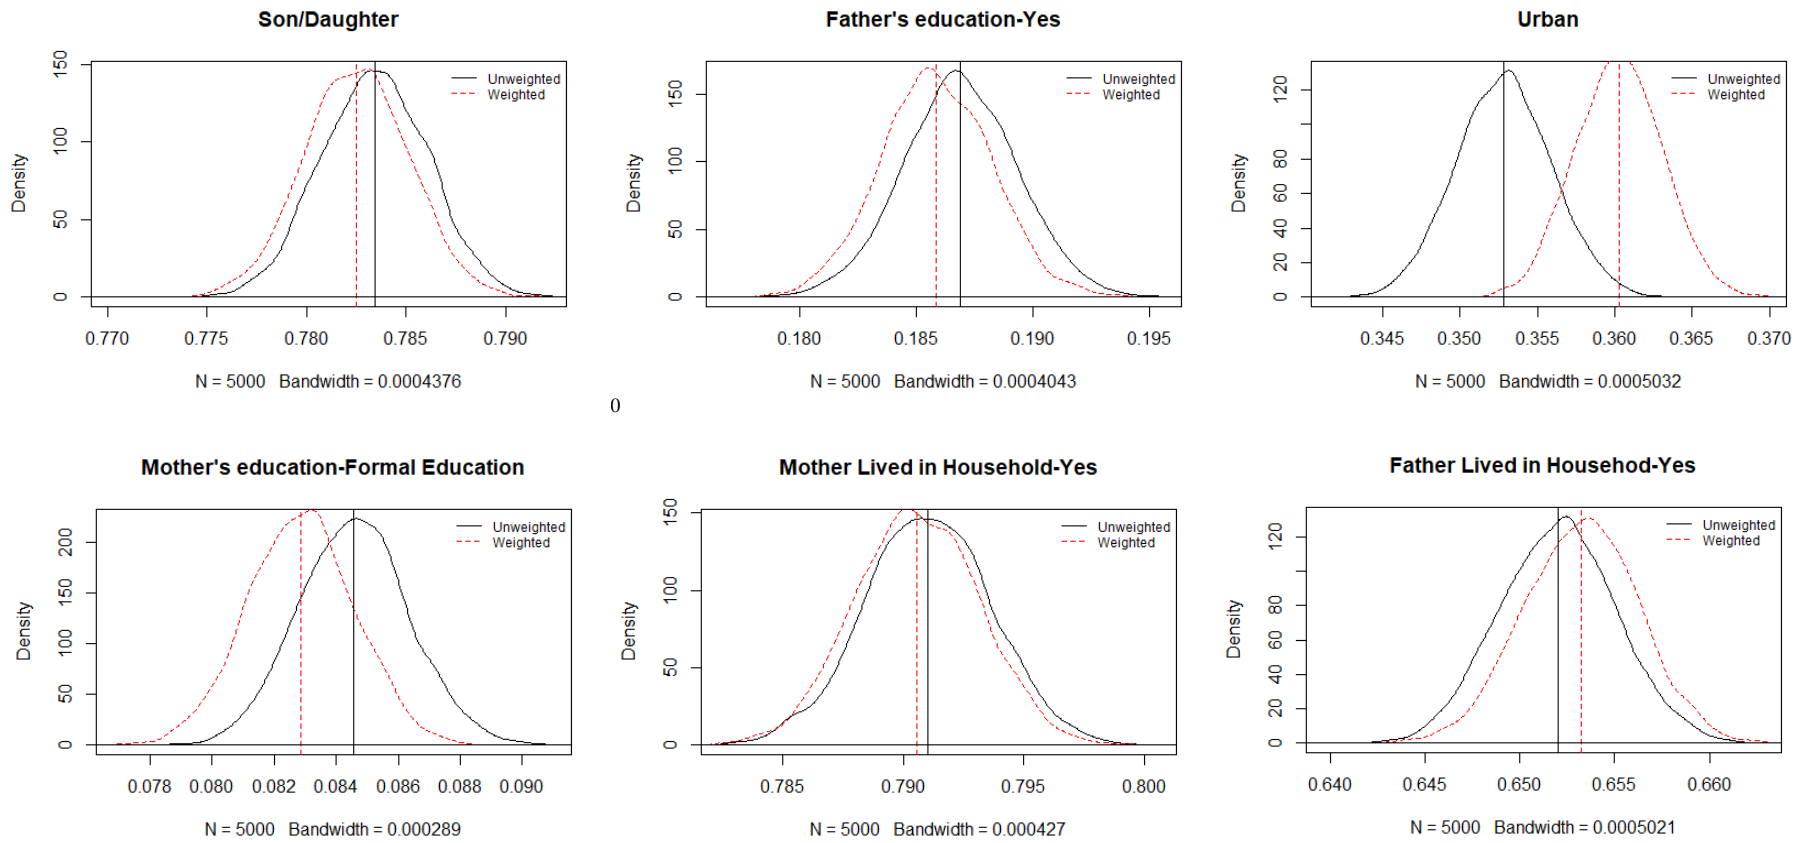 Son/Daughter
Density
0 50 100 150
Unweighted
Weighted
0.770 0.775 0.780 0.785 0.790
N = 5000 Bandwidth = 0.0004376
Father's education-Yes
Density
0 50 100 150
Unweighted
Weighted
0.180 0.185 0.190 0.195
N = 5000 Bandwidth = 0.0004043
Urban
Density
0 20 40 60 80 120
Unweighted
Weighted
0.345 0.350 0.355 0.360 0.365 0.370
N = 5000 Bandwidth = 0.0005032
0
Mother's education-Formal Education
Density
0 50 100 150 200
Unweighted
Weighted
0.078 0.080 0.082 0.084 0.086 0.088 0.090
N = 5000 Bandwidth = 0.000289
Mother Lived in Household-Yes
Density
0 50 100 150
Unweighted
Weighted
0.785 0.790 0.795 0.800
N = 5000 Bandwidth = 0.000427
Father Lived in Househod-Yes
Density
0 20 40 60 80 120
Unweighted
Weighted
0.640 0.645 0.650 0.655 0.660
N = 5000 Bandwidth = 0.0005021